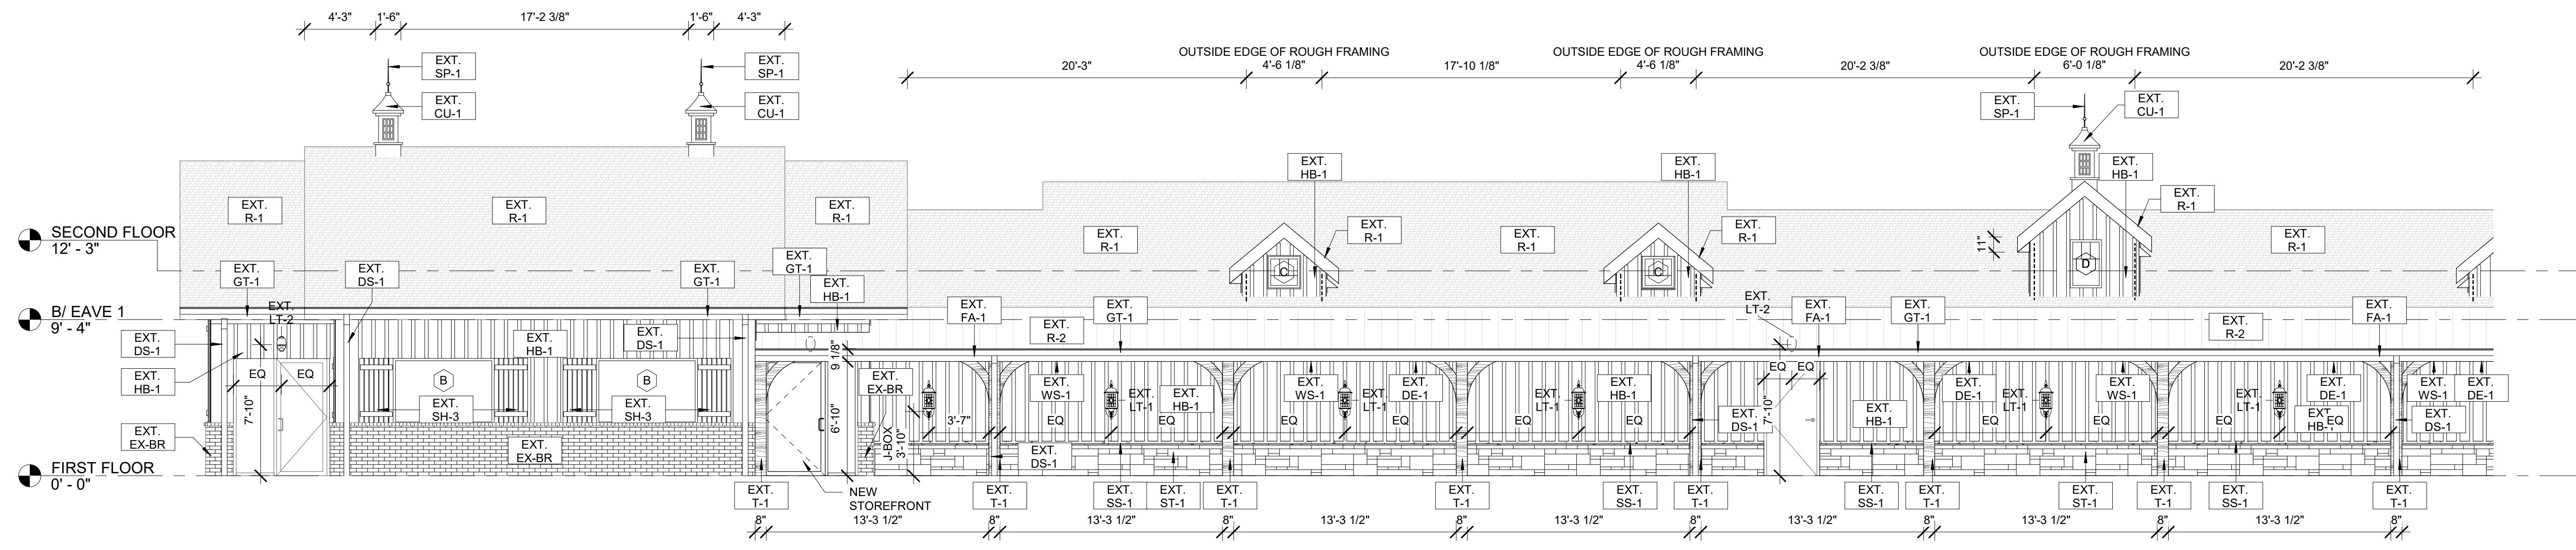 4'-3"
1'-6"
17'-2 3/8"
1'-6"
4'-3"
OUTSIDE EDGE OF ROUGH FRAMING
OUTSIDE EDGE OF ROUGH FRAMING
OUTSIDE EDGE OF ROUGH FRAMING
20'-3"
4'-6 1/8"
17'-10 1/8"
4'-6 1/8"
20'-2 3/8"
6'-0 1/8"
20'-2 3/8"
EXT.
SP-1
EXT.
SP-1
EXT.
CU-1
EXT.
CU-1
EXT.
SP-1
EXT.
CU-1
EXT.
HB-1
EXT.
HB-1
EXT.
HB-1
EXT.
R-1
EXT.
R-1
EXT.
R-1
EXT.
R-1
EXT.
R-1
EXT.
R-1
EXT.
R-1
EXT.
R-1
EXT.
R-1
SECOND FLOOR
12' - 3"
11"
C
C
D
EXT.
GT-1
EXT.
DS-1
EXT.
GT-1
EXT.
GT-1
EXT.
HB-1
B/ EAVE 1
9' - 4"
EXT.
LT-2
EXT.
FA-1
EXT.
GT-1
EXT.
LT-2
EXT.
FA-1
EXT.
GT-1
EXT.
FA-1
EXT.
R-2
EXT.
R-2
EXT.
DS-1
EXT.
HB-1
EXT.
DS-1
9 1/8"
EXT.
HB-1
EQ
EQ
B
B
EXT.
SH-3
EXT.
SH-3
7'-10"
EXT.
EX-BR
EXT.
EX-BR
EXT.
EX-BR
6'-10"
J-BOX
3'-10"
3'-7"
EXT.
WS-1
EXT.
LT-1
EXT.
HB-1
EQ
EQ
EXT.
DS-1
EXT.
WS-1
EXT.
LT-1
EXT.
DE-1
EQ
EQ
EXT.
LT-1
EXT.
HB-1
EQ
EQ
EXT.
DS-1
EQ
EQ
7'-10"
EXT.
HB-1
EXT.
DE-1
EXT.
LT-1
EXT.
WS-1
EQ
EQ
EXT.
LT-1
EXT.
DE-1
EXT.
HB-1
EQ
EQ
EXT.
WS-1
EXT.
DE-1
EXT.
DS-1
FIRST FLOOR
0' - 0"
EXT.
T-1
NEW
STOREFRONT
EXT.
T-1
EXT.
SS-1
EXT.
ST-1
EXT.
T-1
EXT.
T-1
EXT.
SS-1
EXT.
T-1
EXT.
SS-1
EXT.
T-1
EXT.
ST-1
EXT.
T-1
EXT.
SS-1
EXT.
T-1
8"
13'-3 1/2"
8"
13'-3 1/2"
8"
13'-3 1/2"
8"
13'-3 1/2"
8"
13'-3 1/2"
8"
13'-3 1/2"
8"
13'-3 1/2"
8"